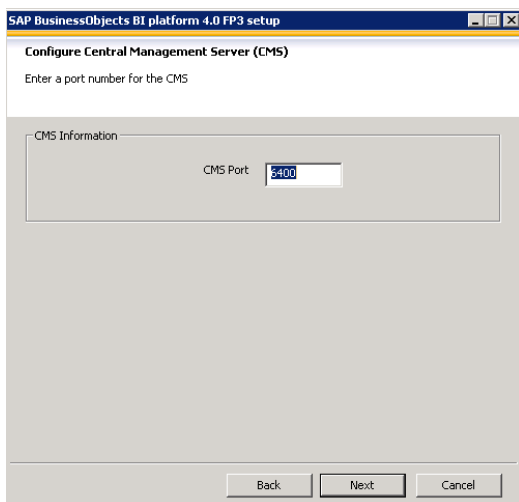 SAP BusinessObjects BI platform 4.0 FP3 setup
Configure Central Management Server (CMS)
Enter a port number for the CMS
CMS Information
CMS Port 6400
Back Next Cancel